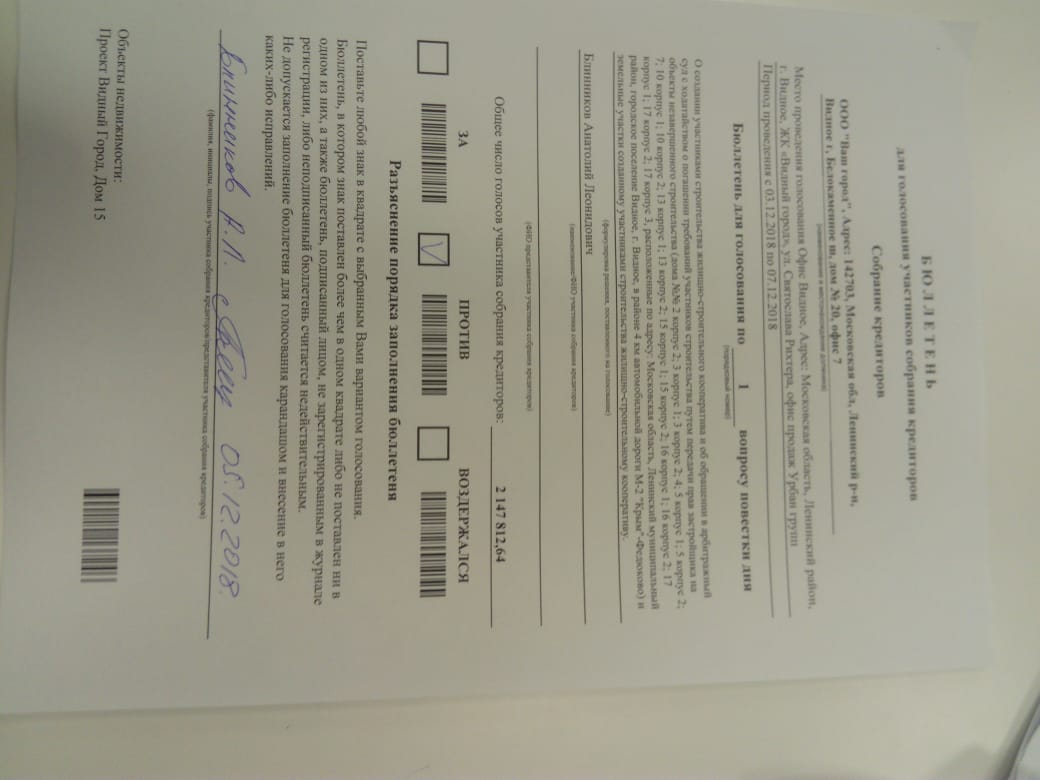 БЮЛЛЕТЕНЬ
для голосования участников собрания кредиторов
Собрание кредиторов
ООО "Ваш город", Адрес: 142703, Московская обл, Ленинский р-н,
Видное г, Белокаменное ш, дом № 20, офис 7
(наименование и местонахождение должника)
Место проведения голосования Офис Видное, Адрес: Московская область, Ленинский район,
г. Видное, ЖК «Видный город», ул. Святослава Рихтера, офис продаж Урбан групп
Период проведения с 03.12.2018 по 07.12.2018
Бюллетень для голосования по 1 вопросу повестки дня
(порядковый номер)
О создании участниками строительства жилищно-строительного кооператива и об обращении в арбитражный
суд с ходатайством о погашении требований участников строительства путем передачи прав застройщика на
объекты незавершенного строительства (дома №№ 2 корпус 2; 3 корпус 1; 3 корпус 2; 4; 5 корпус 1; 5 корпус 2;
7; 10 корпус 1; 10 корпус 2; 13 корпус 1; 13 корпус 2; 15 корпус 1; 15 корпус 2; 16 корпус 1; 16 корпус 2; 17
корпус 1; 17 корпус 2; 17 корпус 3, расположенные по адресу: Московская область, Ленинский муниципальный
район, городское поселение Видное, г. Видное, в районе 4 км автомобильной дороги М-2 "Крым"-Федюково) и
земельные участки созданному участниками строительства жилищно-строительному кооперативу.
(формулировка решения, поставленного на голосование)
Блинников Анатолий Леонидович
(наименование/ФИО участника собрания кредиторов)
(ФИО представителя участника собрания кредиторов)
Общее число голосов участника собрания кредиторов: 2 147 812,64
ЗА ПРОТИВ ВОЗДЕРЖАЛСЯ
Разъяснение порядка заполнения бюллетеня
Поставьте любой знак в квадрате с выбранным Вами вариантом голосования.
Бюллетень, в котором знак поставлен более чем в одном квадрате либо не поставлен ни в
одном из них, а также бюллетень, подписанный лицом, не зарегистрированным в журнале
регистрации, либо неподписанный бюллетень считается недействительным.
Не допускается заполнение бюллетеня для голосования карандашом и внесение в него
каких-либо исправлений.
Блинников А.Л. 05.12.2018.
(фамилия, инициалы, подпись участника собрания кредиторов/представителя участника собрания кредиторов)
Объекты недвижимости:
Проект Видный Город, Дом 15